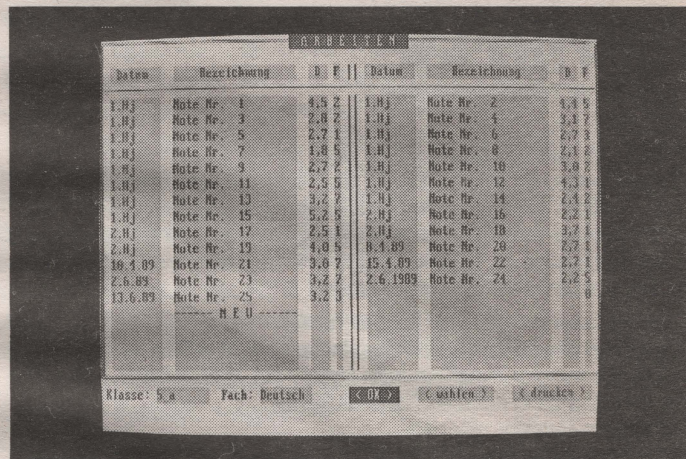 ARBEITEN
Datum Bezeichnung D F Datum Bezeichnung D F
1.Hj Note Nr. 1 4,5 2 1.Hj Note Nr. 2 4,4 5
1.Hj Note Nr. 3 2,8 2 1.Hj Note Nr. 4 3,1 7
1.Hj Note Nr. 5 2,7 1 1.Hj Note Nr. 6 2,7 3
1.Hj Note Nr. 7 1,8 5 1.Hj Note Nr. 8 2,1 2
1.Hj Note Nr. 9 2,7 2 1.Hj Note Nr. 10 3,0 2
1.Hj Note Nr. 11 2,5 5 1.Hj Note Nr. 12 4,3 1
1.Hj Note Nr. 13 3,2 7 1.Hj Note Nr. 14 2,4 2
1.Hj Note Nr. 15 5,2 5 2.Hj Note Nr. 16 2,2 1
2.Hj Note Nr. 17 2,5 1 2.Hj Note Nr. 18 3,7 1
2.Hj Note Nr. 19 4,0 5 8.4.89 Note Nr. 20 2,7 1
10.4.89 Note Nr. 21 3,0 7 15.4.89 Note Nr. 22 2,7 1
2.6.89 Note Nr. 23 3,2 7 2.6.1989 Note Nr. 24 2,2 5
13.6.89 Note Nr. 25 3,2 3 0
------ N E U ------
Klasse: 5 a Fach: Deutsch < OK > < wählen > < drucken >